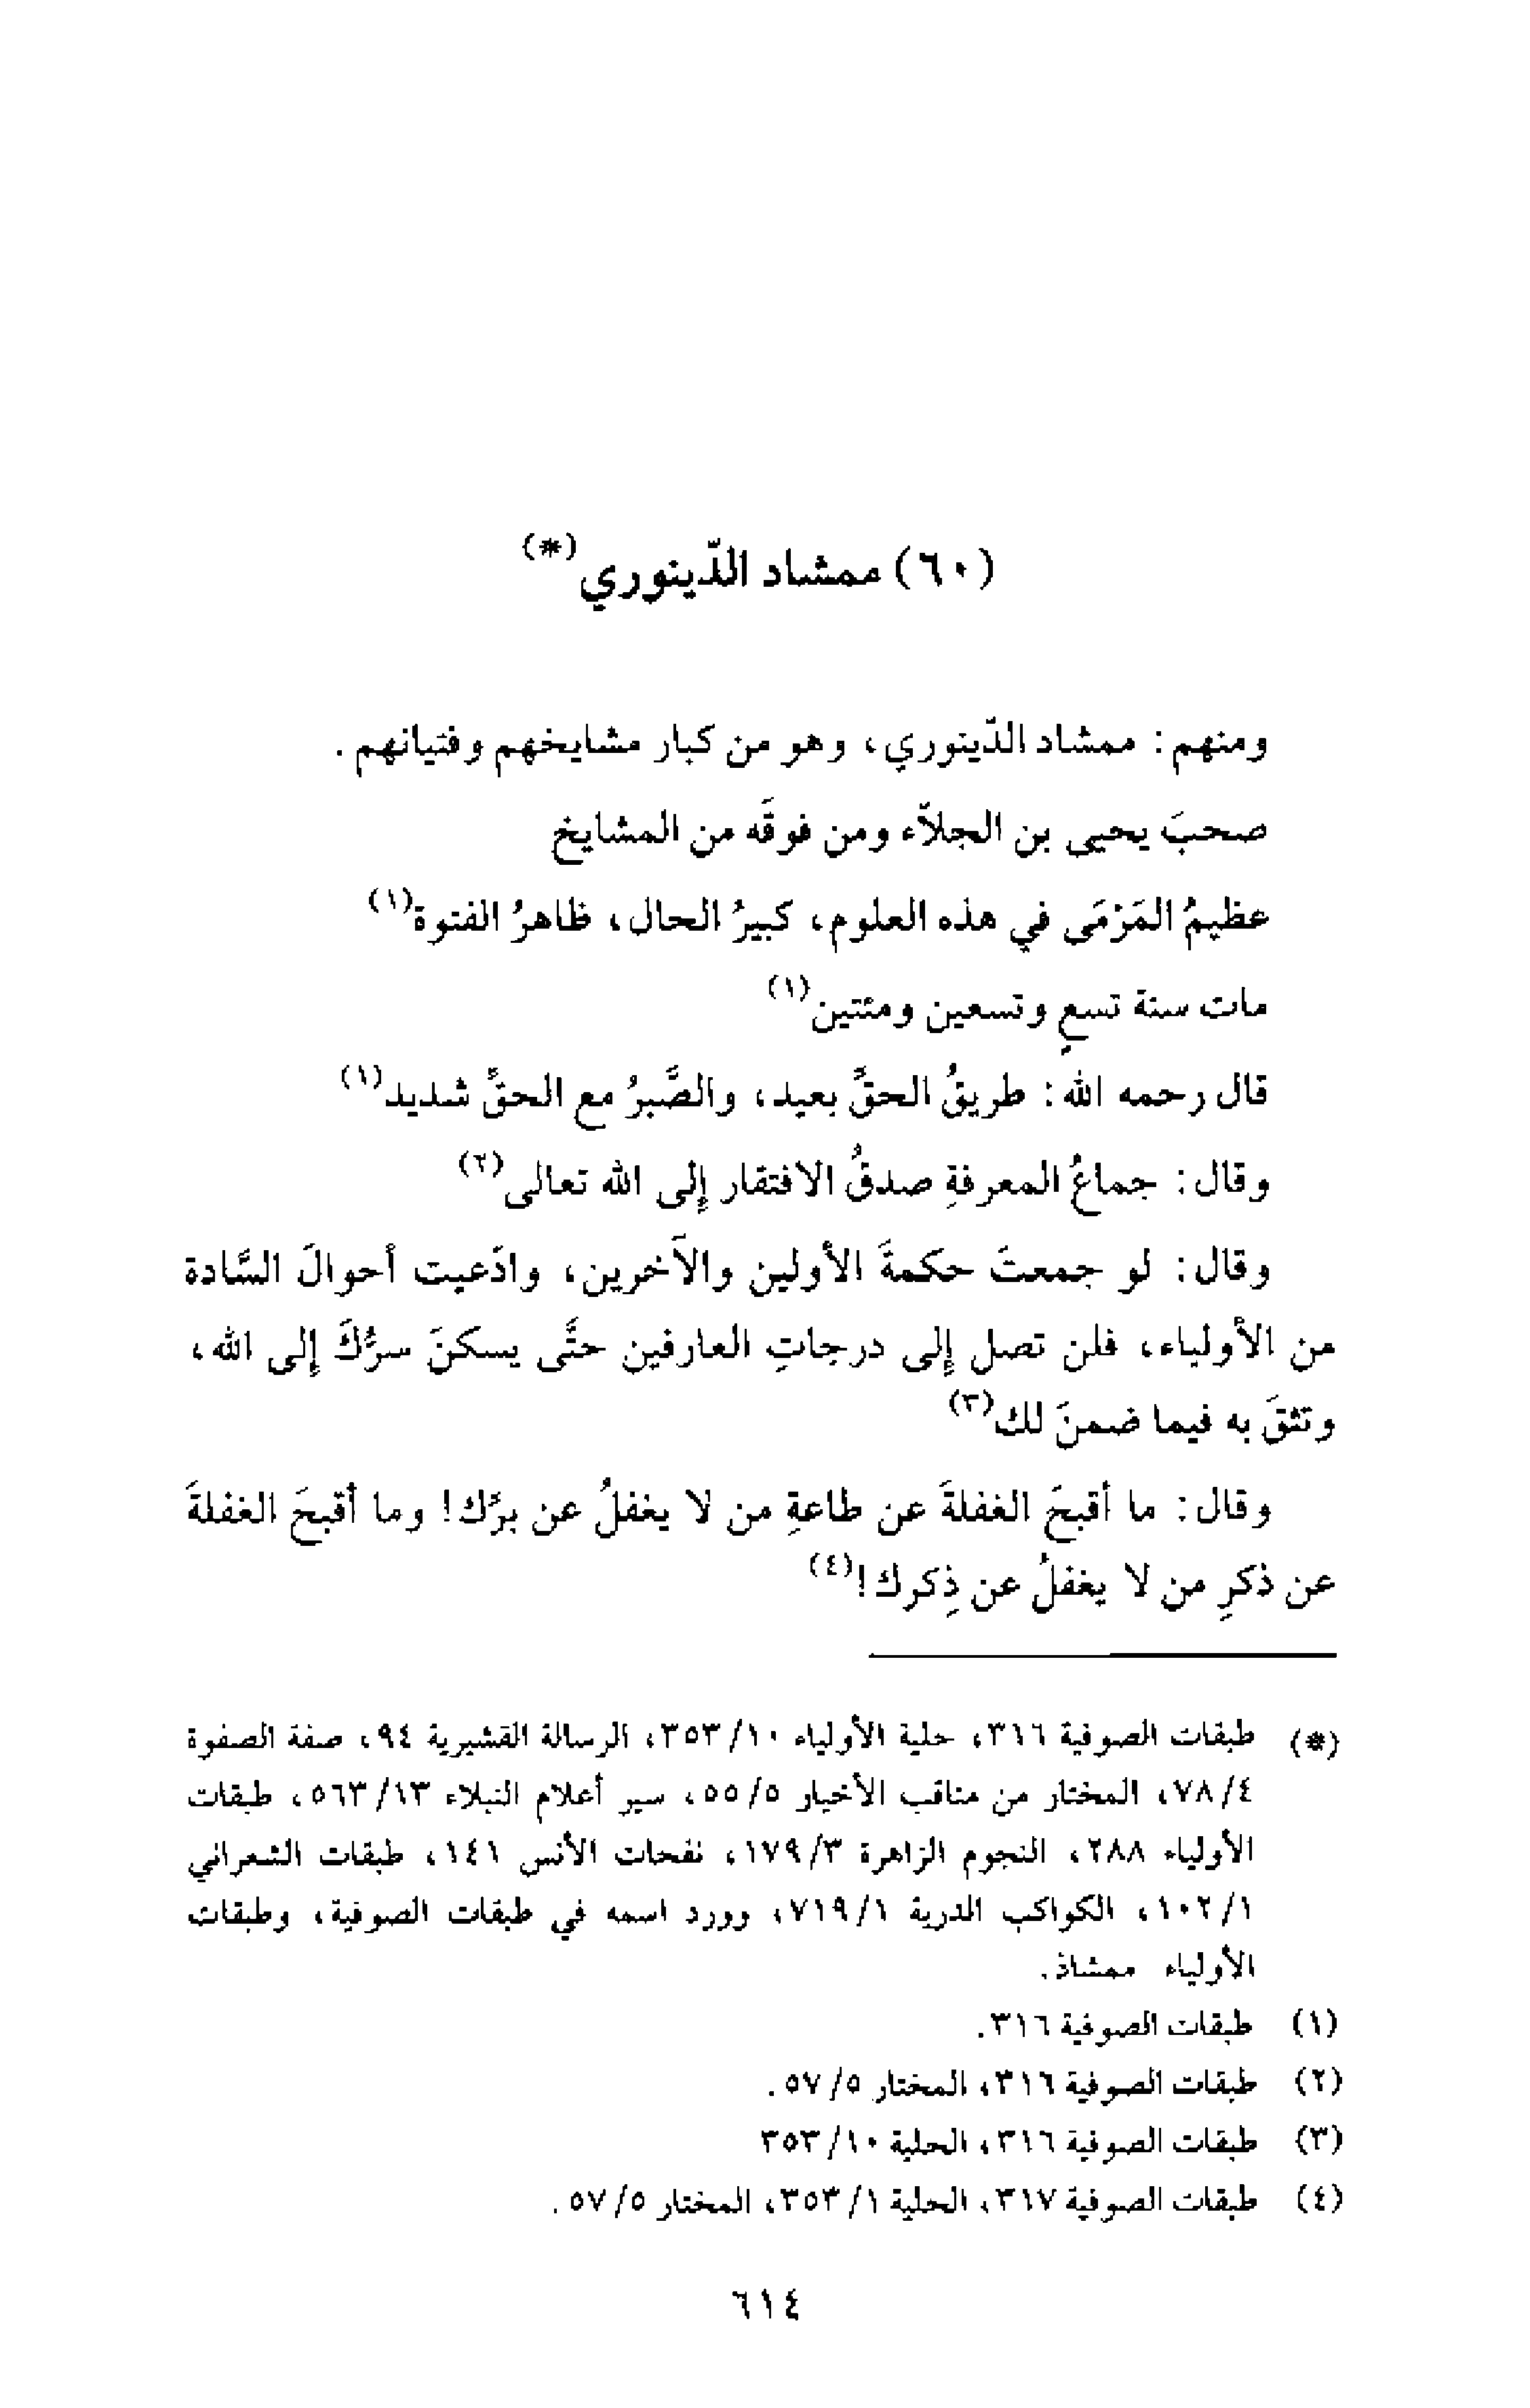 (٦٠) ممشاد الدّينوري(*)
ومنهم: ممشاد الدّينوري، وهو من كبار مشايخهم وفتيانهم.
صحبَ يحيى بن الجلاّء ومن فوقَه من المشايخ
عظيمُ المَرْمَى في هذه العلوم، كبيرُ الحال، ظاهرُ الفتوة(١)
مات سنة تسعٍ وتسعين ومئتين(١)
قال رحمه الله: طريقُ الحقِّ بعيد، والصَّبرُ مع الحقِّ شديد(١)
وقال: جماعُ المعرفةِ صدقُ الافتقار إلى الله تعالى(٢)
وقال: لو جمعتَ حكمةَ الأولين والآخرين، وادّعيت أحوالَ السَّادة
من الأولياء، فلن تصل إلى درجاتِ العارفين حتَّى يسكنَ سرُّكَ إلى الله،
وتثقَ به فيما ضمنَ لك(٣)
وقال: ما أقبحَ الغفلةَ عن طاعةِ من لا يغفلُ عن برِّك! وما أقبحَ الغفلةَ
عن ذكرِ من لا يغفلُ عن ذِكرك!(٤)
(*) طبقات الصوفية ٣١٦، حلية الأولياء ١٠/٣٥٣، الرسالة القشيرية ٩٤، صفة الصفوة
٤/٧٨، المختار من مناقب الأخيار ٥/٥٥، سير أعلام النبلاء ١٣/٥٦٣، طبقات
الأولياء ٢٨٨، النجوم الزاهرة ٣/١٧٩، نفحات الأنس ١٤١، طبقات الشعراني
١/١٠٢، الكواكب الدرية ١/٧١٩، وورد اسمه في طبقات الصوفية، وطبقات
الأولياء ممشاذ.
(١) طبقات الصوفية ٣١٦.
(٢) طبقات الصوفية ٣١٦، المختار ٥/٥٧.
(٣) طبقات الصوفية ٣١٦، الحلية ١٠/٣٥٣
(٤) طبقات الصوفية ٣١٧، الحلية ١/٣٥٣، المختار ٥/٥٧.
٦١٤